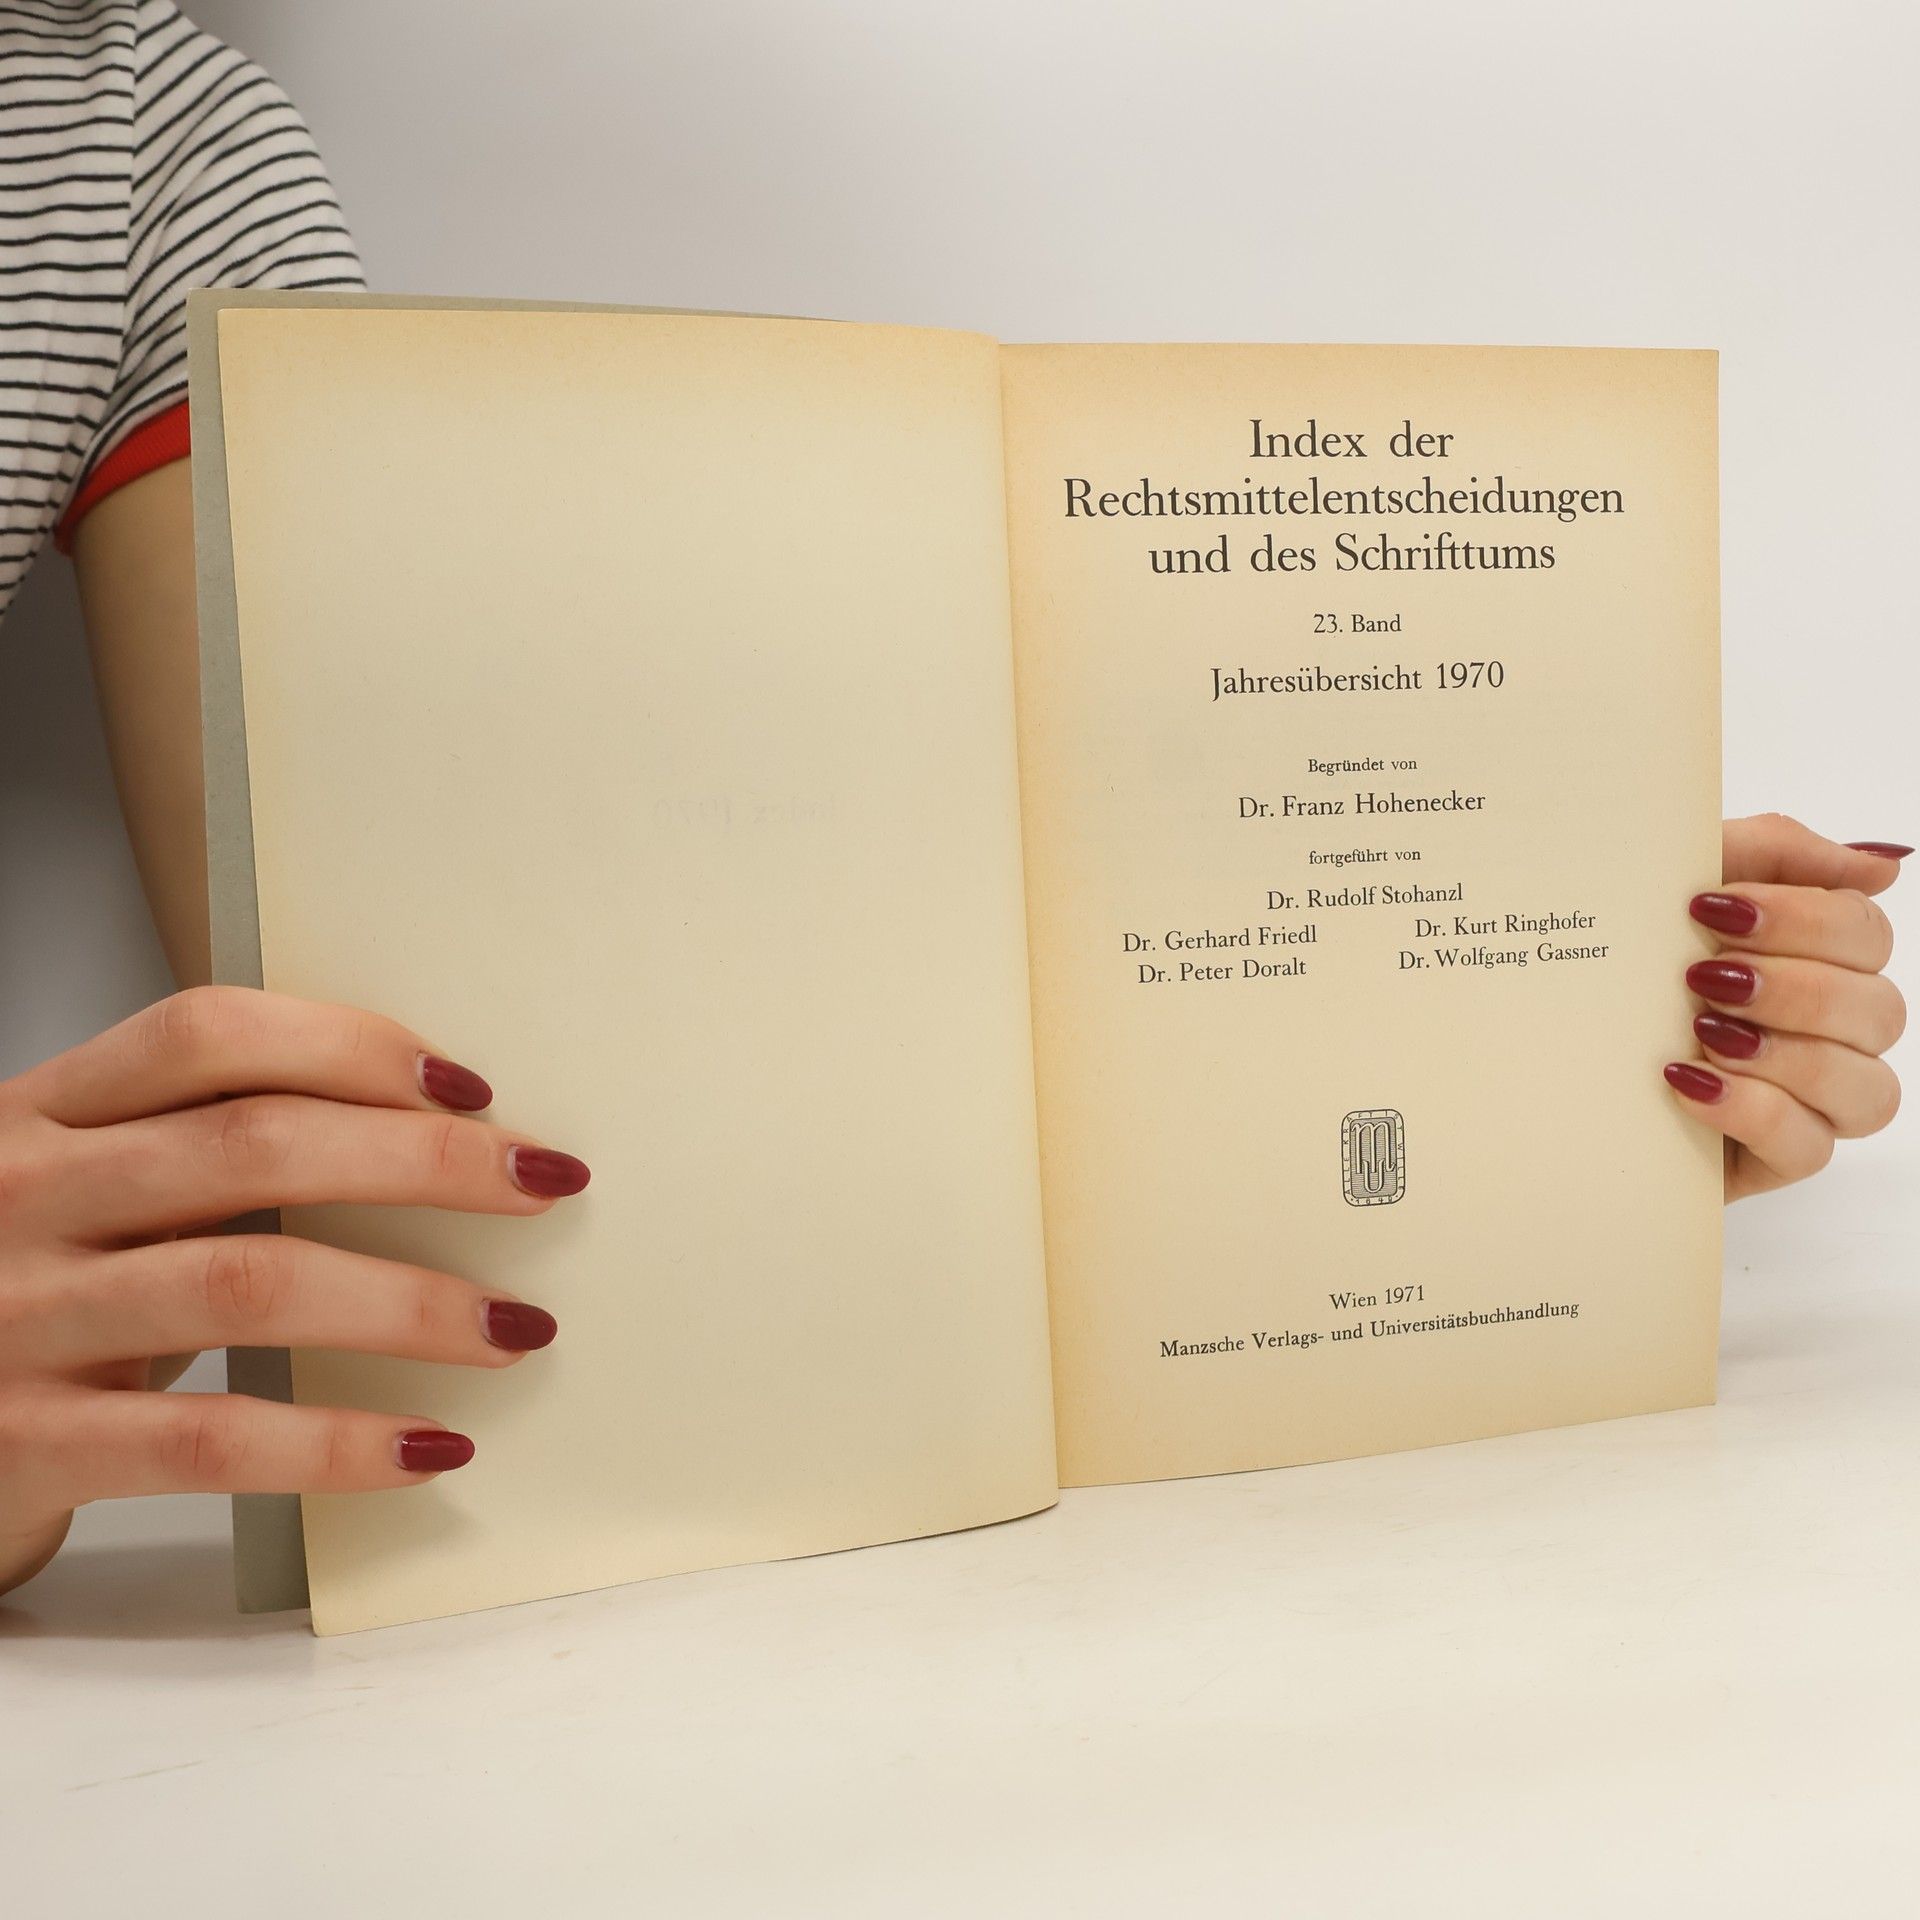 Index der
Rechtsmittelentscheidungen
und des Schrifttums
23. Band
Jahresübersicht 1970
Begründet von
Dr. Franz Hohenecker
fortgeführt von
Dr. Rudolf Stohanzl
Dr. Gerhard Friedl
Dr. Kurt Ringhofer
Dr. Peter Doralt
Dr. Wolfgang Gassner
Wien 1971
Manzsche Verlags- und Universitätsbuchhandlung